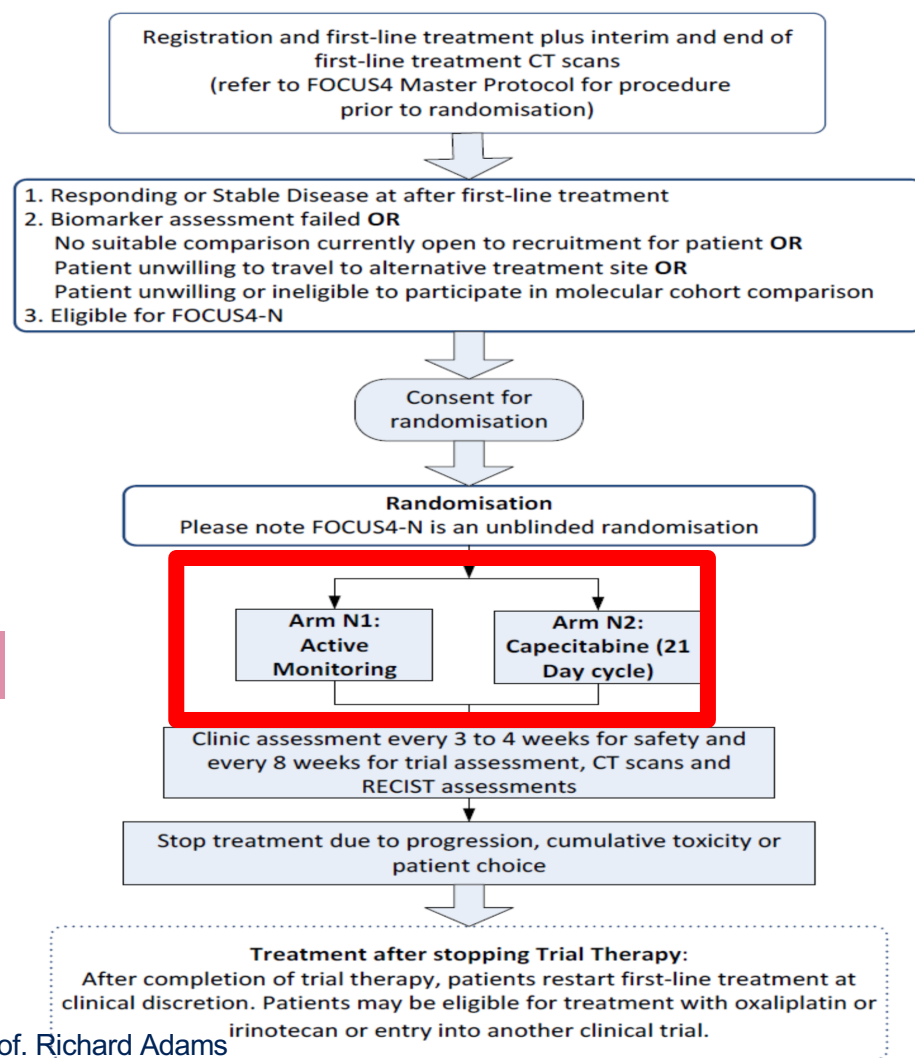 Registration and first-line treatment plus interim and end of
first-line treatment CT scans
(refer to FOCUS4 Master Protocol for procedure
prior to randomisation)
1. Responding or Stable Disease at after first-line treatment
2. Biomarker assessment failed OR
No suitable comparison currently open to recruitment for patient OR
Patient unwilling to travel to alternative treatment site OR
Patient unwilling or ineligible to participate in molecular cohort comparison
3. Eligible for FOCUS4-N
Consent for
randomisation
Randomisation
Please note FOCUS4-N is an unblinded randomisation
Arm N1:
Active
Monitoring
Arm N2:
Capecitabine (21
Day cycle)
Clinic assessment every 3 to 4 weeks for safety and
every 8 weeks for trial assessment, CT scans and
RECIST assessments
Stop treatment due to progression, cumulative toxicity or
patient choice
Treatment after stopping Trial Therapy:
After completion of trial therapy, patients restart first-line treatment at
clinical discretion. Patients may be eligible for treatment with oxaliplatin or
irinotecan or entry into another clinical trial.
of. Richard Adams